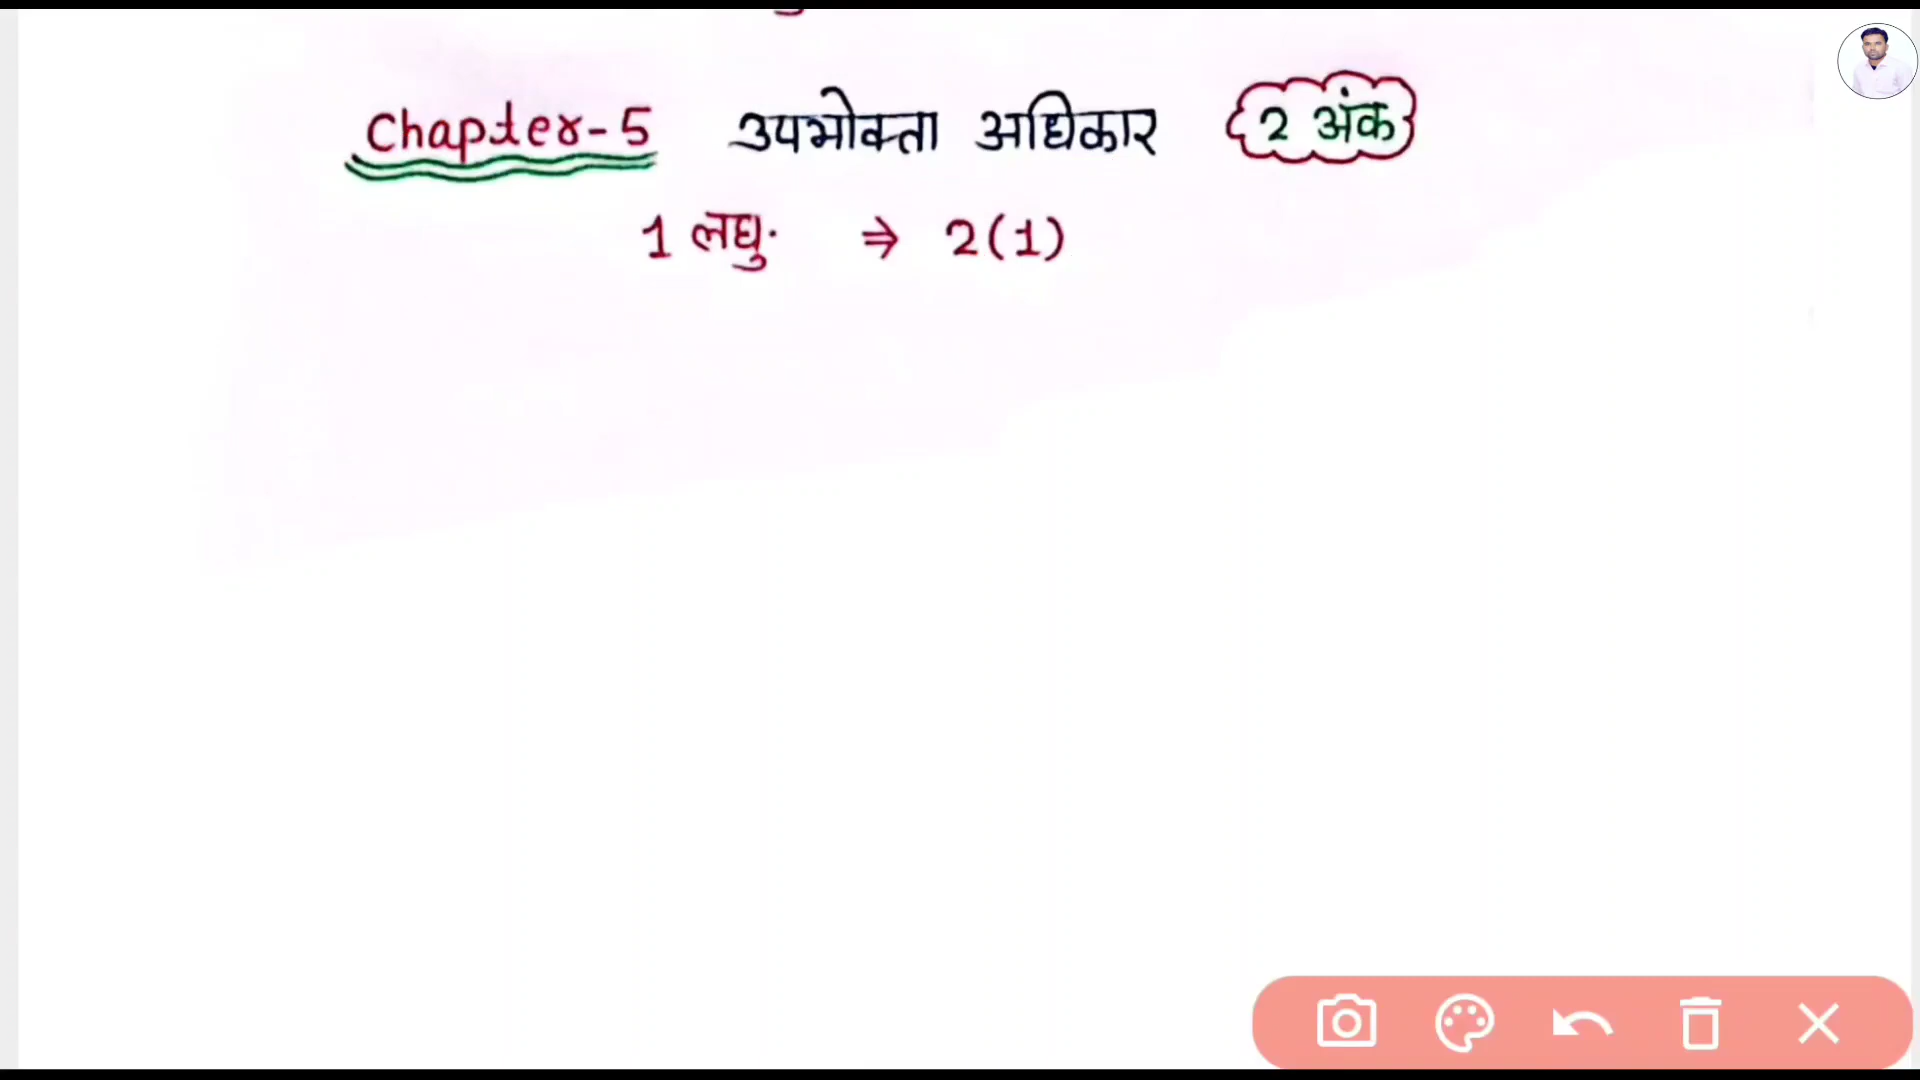 Chapter-5 उपभोक्ता अधिकार 2 अंक
1 लघु. ⇒ 2(1)